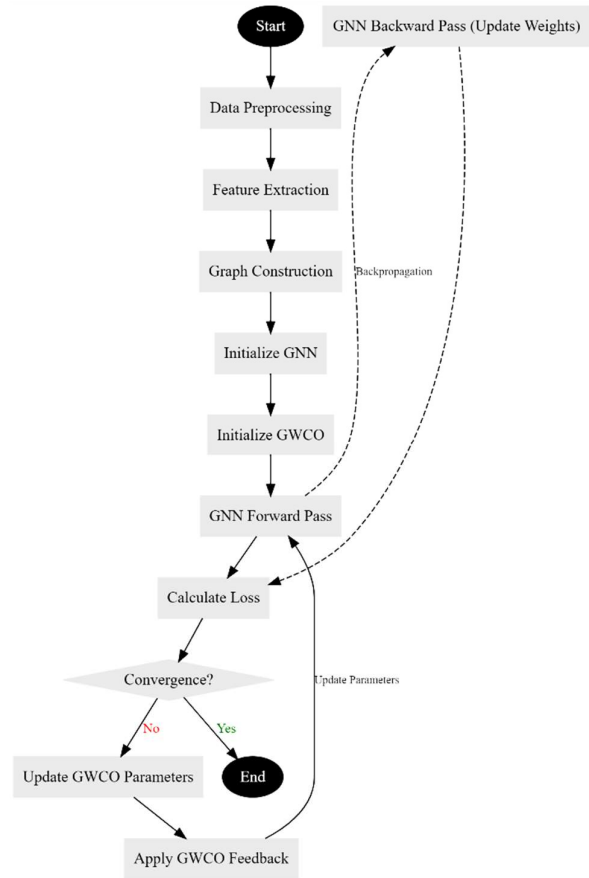 Start
GNN Backward Pass (Update Weights)
Data Preprocessing
Feature Extraction
Graph Construction
Backpropagation
Initialize GNN
Initialize GWCO
GNN Forward Pass
Calculate Loss
Convergence?
Update Parameters
No
Yes
Update GWCO Parameters
End
Apply GWCO Feedback